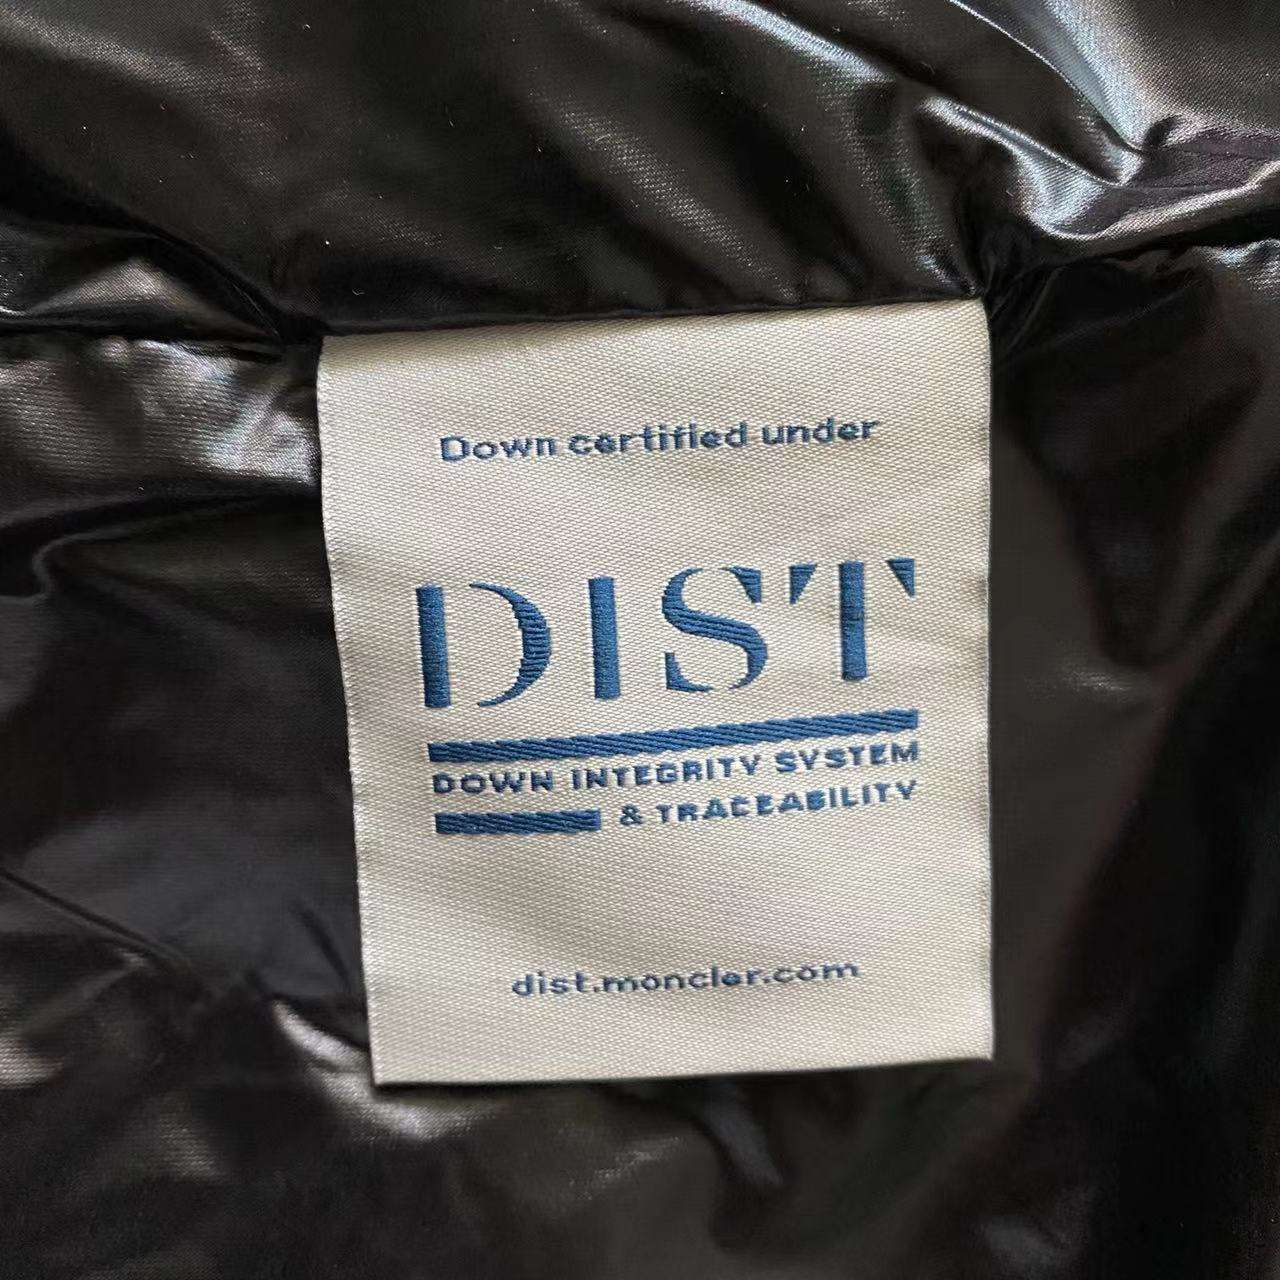 Down certified under
DIST
DOWN INTEGRITY SYSTEM
& TRACEABILITY
dist.moncler.com